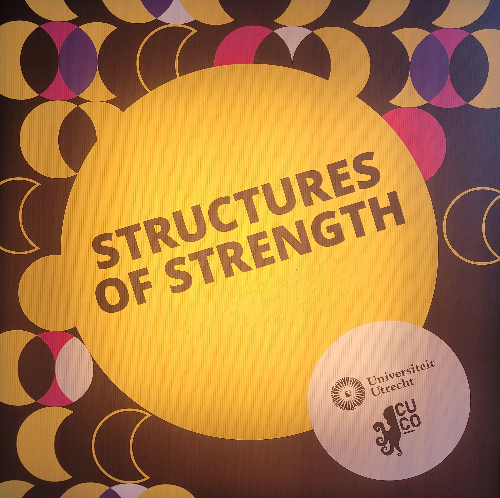 STRUCTURES
OF STRENGTH
Universiteit
Utrecht
CU
CO